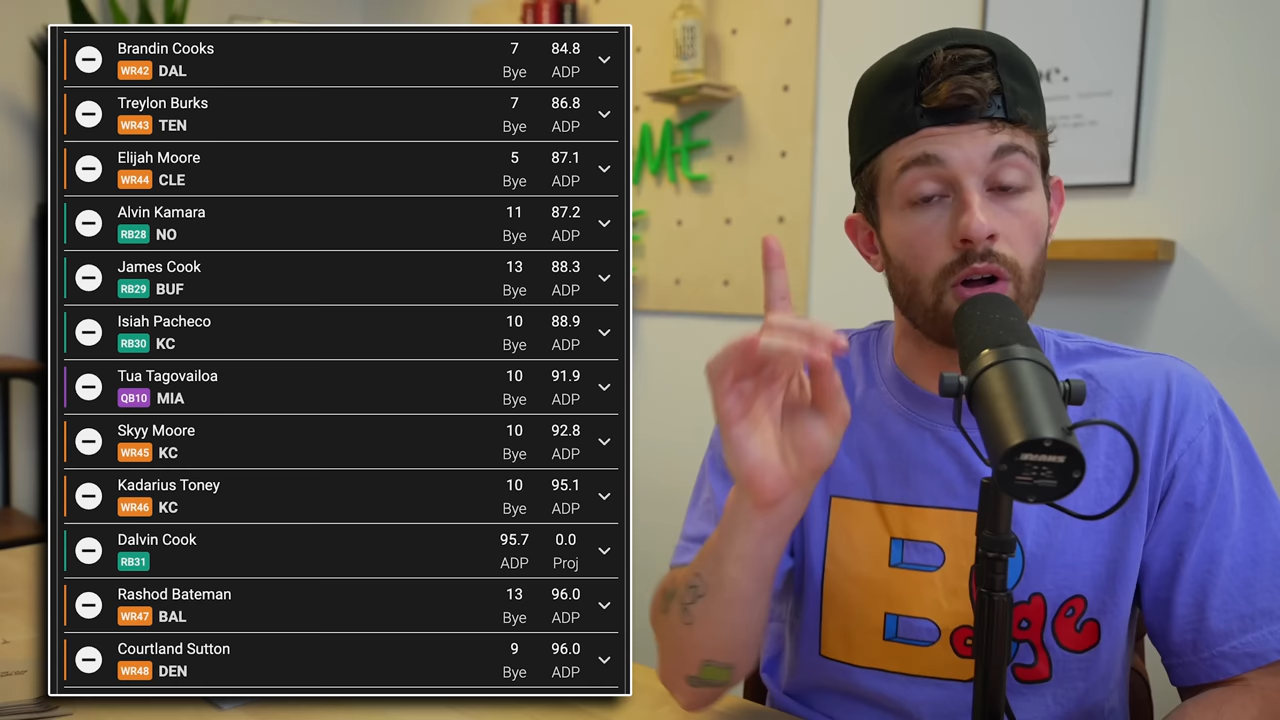 Brandin Cooks 7 84.8
WR42 DAL Bye ADP
Treylon Burks 7 86.8
WR43 TEN Bye ADP
Elijah Moore 5 87.1
WR44 CLE Bye ADP
Alvin Kamara 11 87.2
RB28 NO Bye ADP
James Cook 13 88.3
RB29 BUF Bye ADP
Isiah Pacheco 10 88.9
RB30 KC Bye ADP
Tua Tagovailoa 10 91.9
QB10 MIA Bye ADP
Skyy Moore 10 92.8
WR45 KC Bye ADP
Kadarius Toney 10 95.1
WR46 KC Bye ADP
Dalvin Cook 95.7 0.0
RB31 ADP Proj
Rashod Bateman 13 96.0
WR47 BAL Bye ADP
Courtland Sutton 9 96.0
WR48 DEN Bye ADP
ME
SHURE